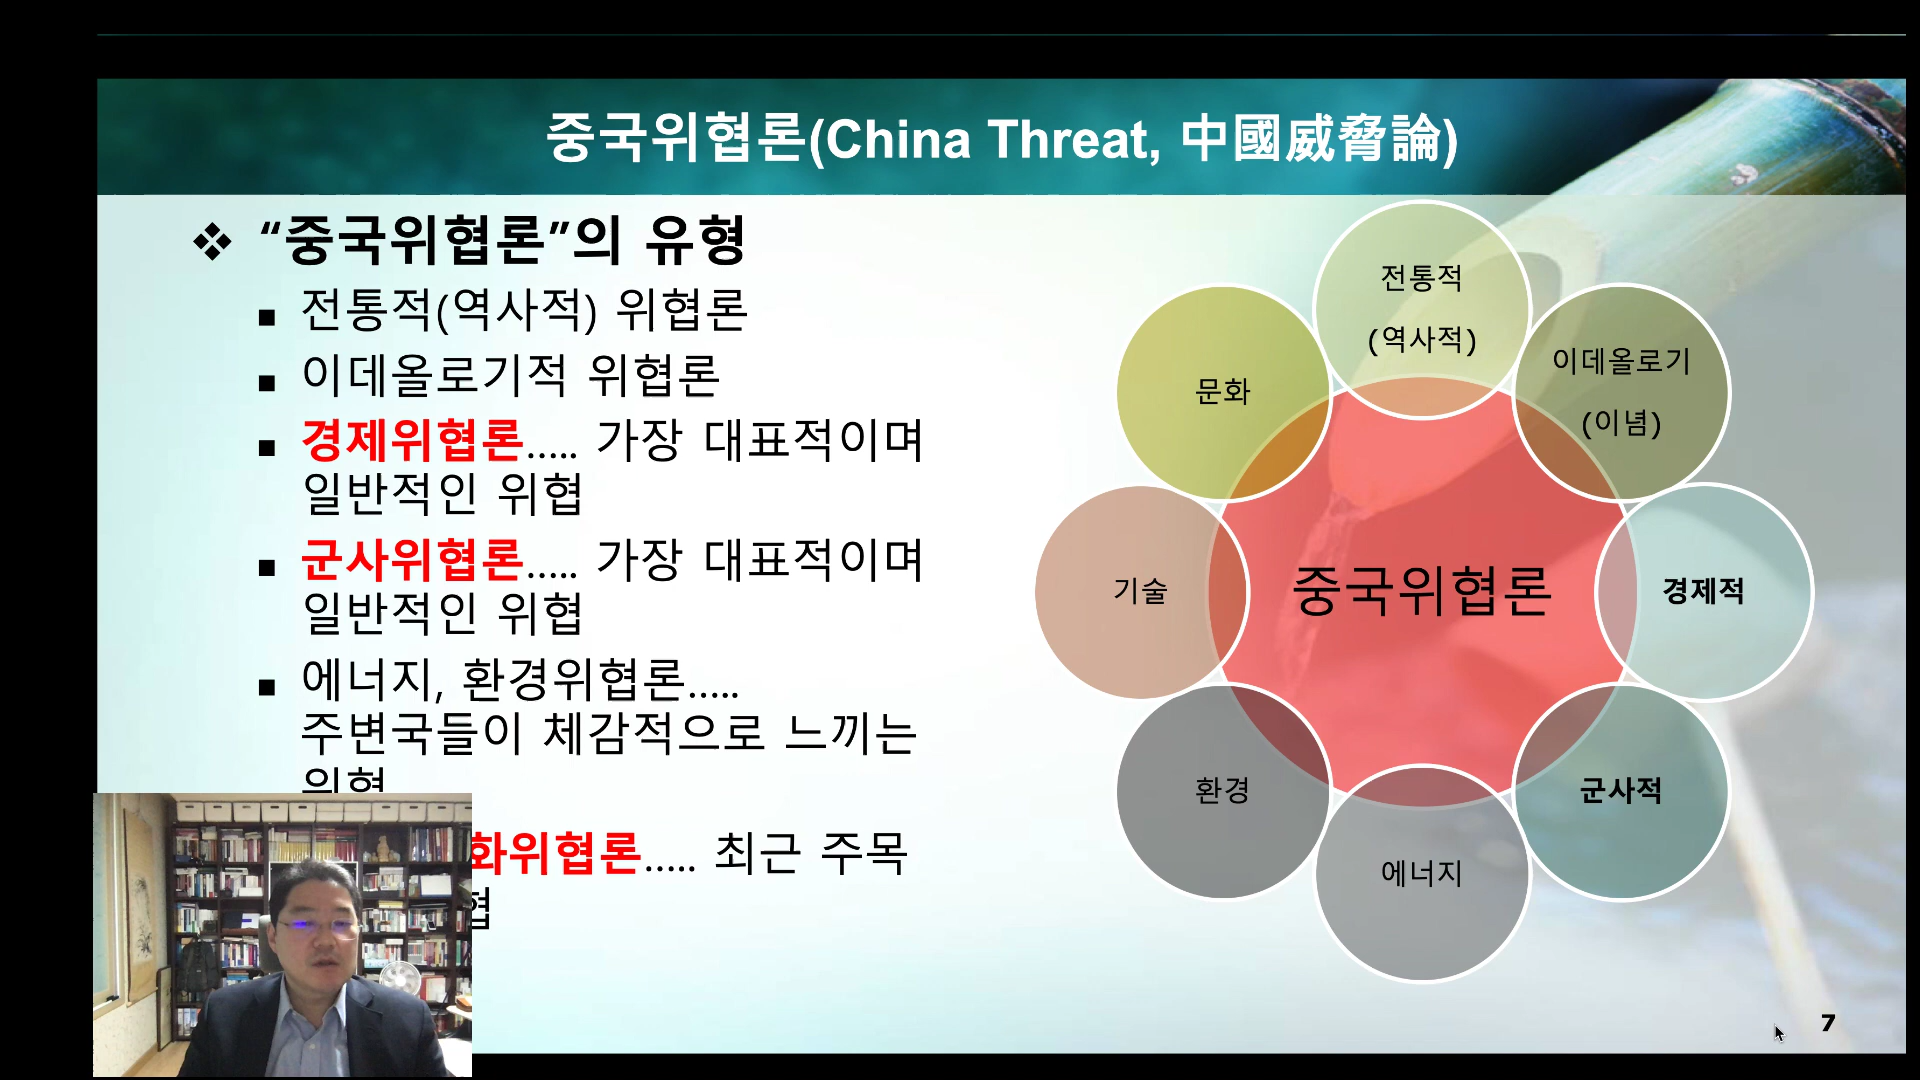 중국위협론(China Threat, 中國威脅論)
❖ “중국위협론”의 유형
▪ 전통적(역사적) 위협론
▪ 이데올로기적 위협론
▪ 경제위협론..... 가장 대표적이며
일반적인 위협
▪ 군사위협론..... 가장 대표적이며
일반적인 위협
▪ 에너지, 환경위협론.....
주변국들이 체감적으로 느끼는
화위협론..... 최근 주목
협
전통적
(역사적)
이데올로기
(이념)
경제적
군사적
에너지
환경
기술
문화
중국위협론
7